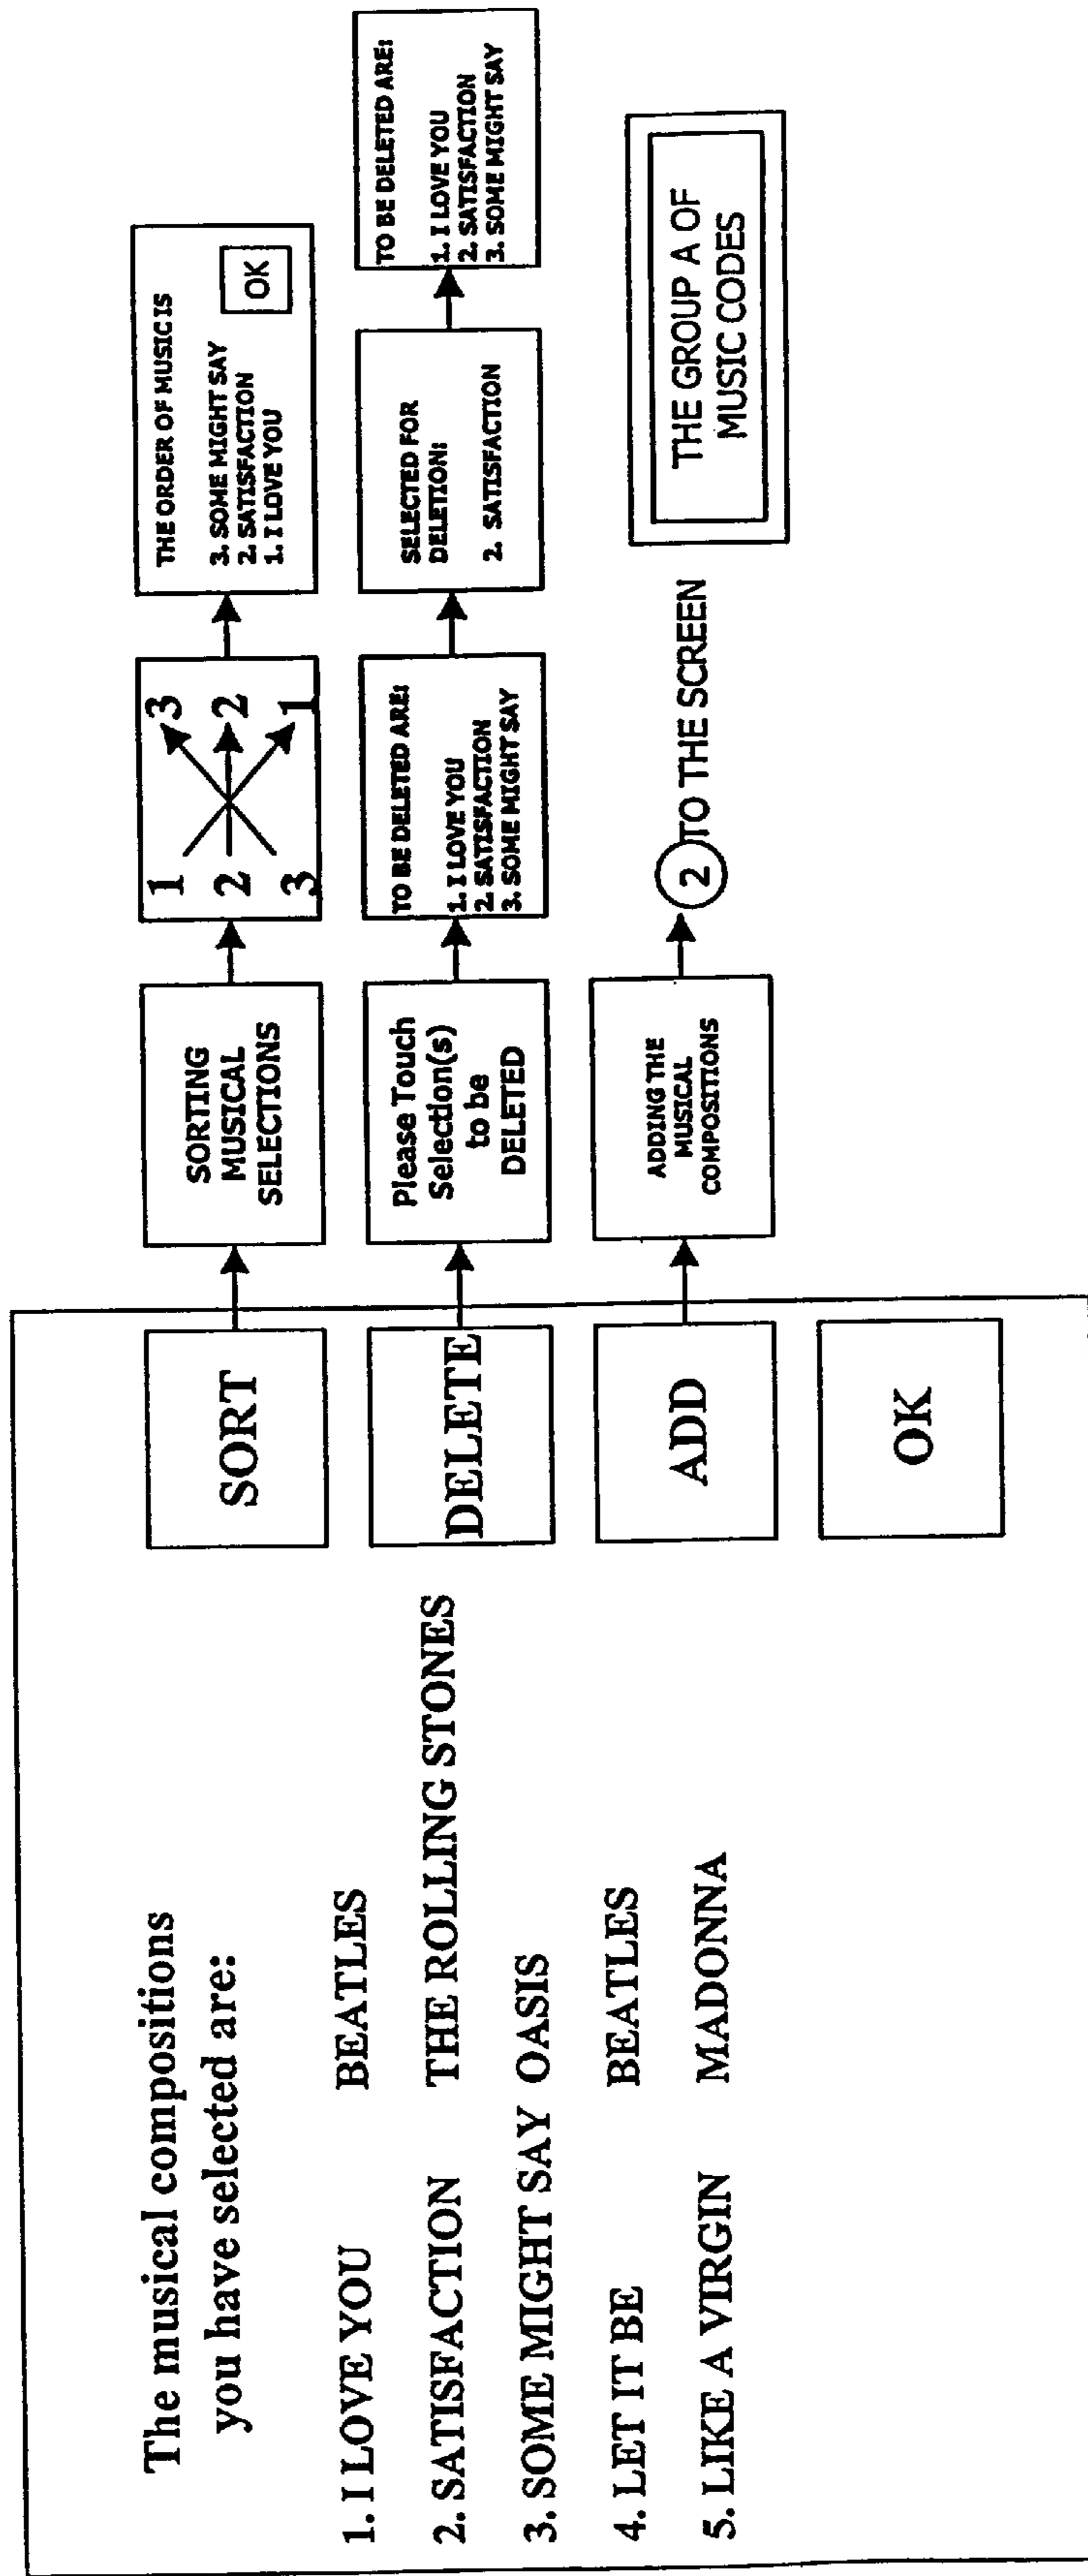 The musical compositions
you have selected are:
1. I LOVE YOU BEATLES
2. SATISFACTION THE ROLLING STONES
3. SOME MIGHT SAY OASIS
4. LET IT BE BEATLES
5. LIKE A VIRGIN MADONNA
SORT
DELETE
ADD
OK
SORTING
MUSICAL
SELECTIONS
1 3
2 2
3 1
THE ORDER OF MUSIC IS
3. SOME MIGHT SAY
2. SATISFACTION
1. I LOVE YOU
OK
Please Touch
Selection(s)
to be
DELETED
TO BE DELETED ARE:
1. I LOVE YOU
2. SATISFACTION
3. SOME MIGHT SAY
SELECTED FOR
DELETION:
2. SATISFACTION
TO BE DELETED ARE:
1. I LOVE YOU
2. SATISFACTION
3. SOME MIGHT SAY
ADDING THE
MUSICAL
COMPOSITIONS
2 TO THE SCREEN
THE GROUP A OF
MUSIC CODES